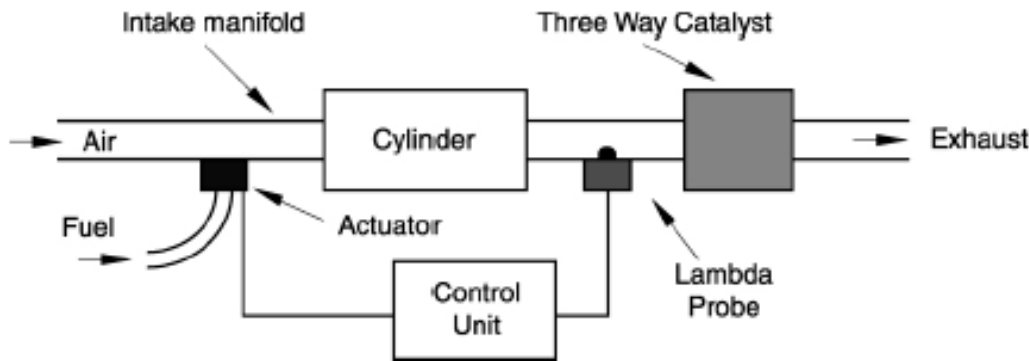 Intake manifold
Three Way Catalyst
Air
Cylinder
Exhaust
Fuel
Actuator
Lambda
Probe
Control
Unit